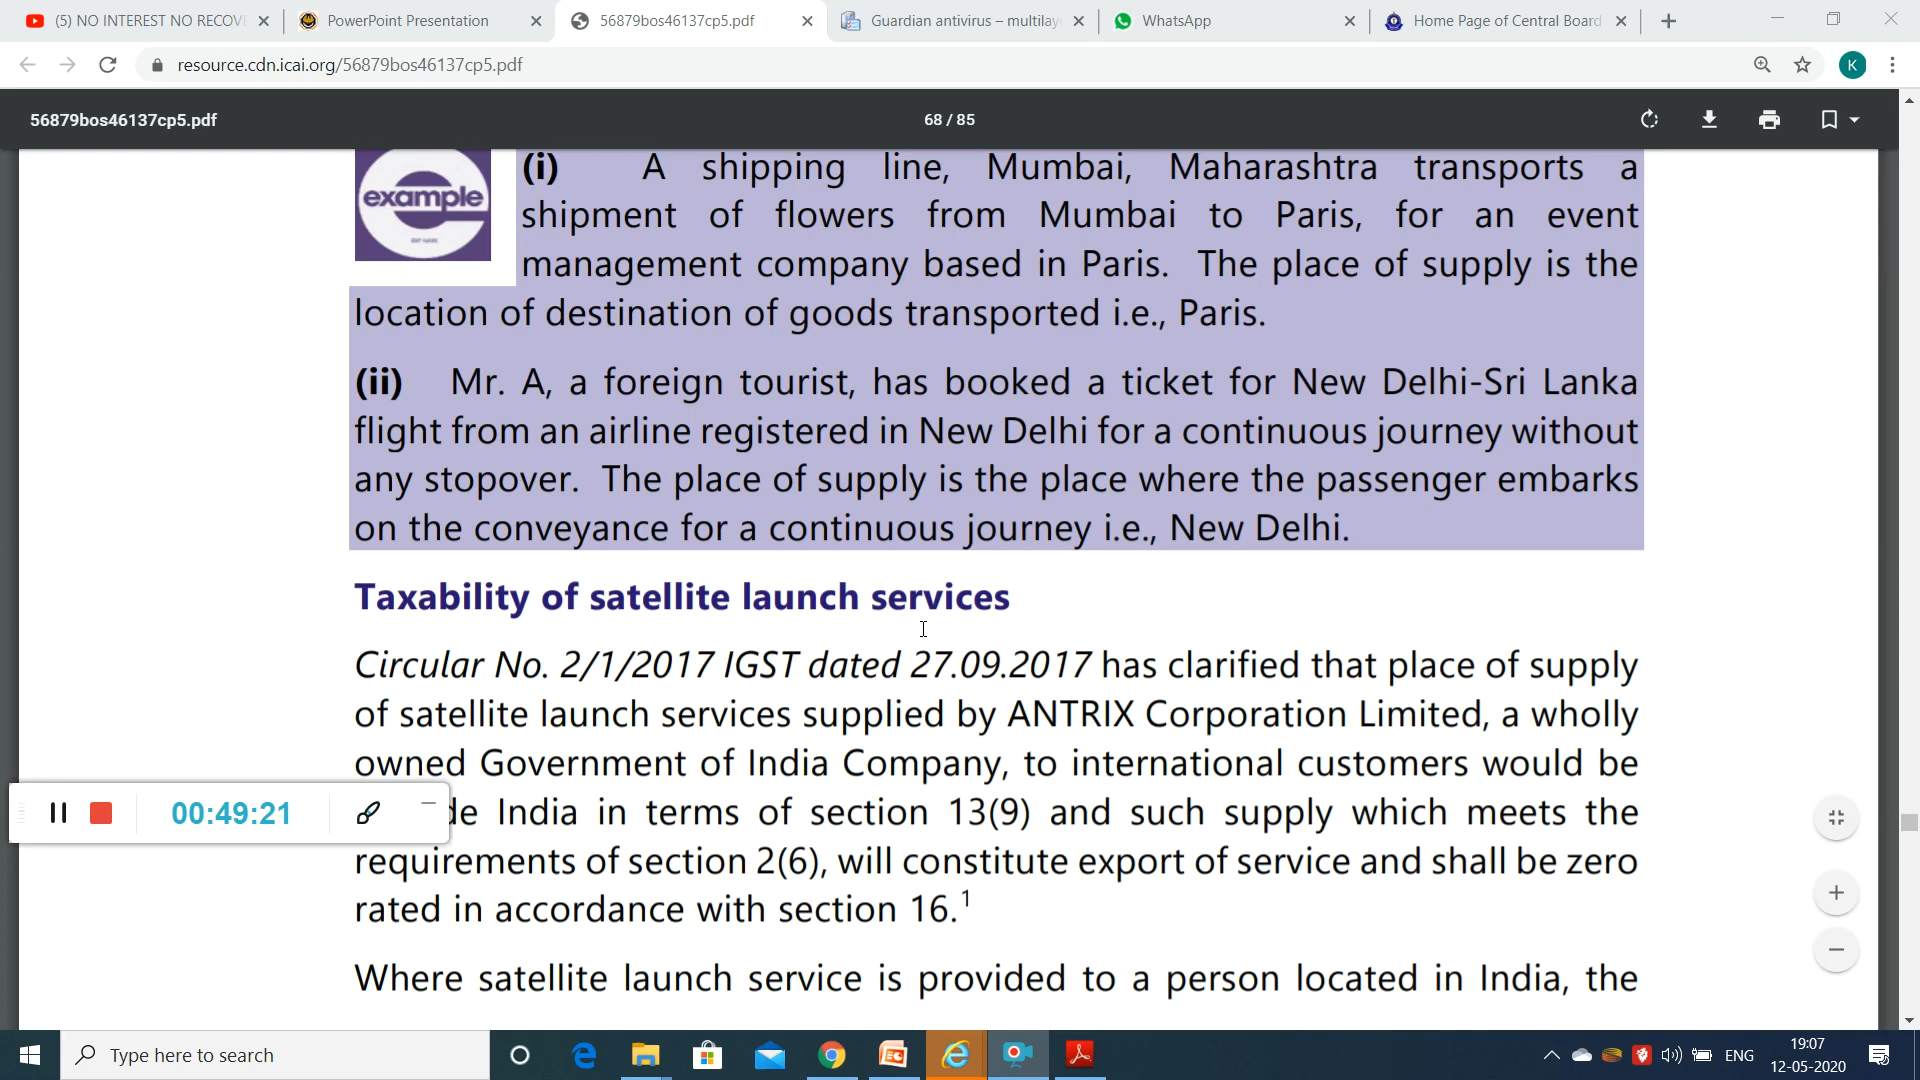 (5) NO INTEREST NO RECOV
PowerPoint Presentation
56879bos46137cp5.pdf
Guardian antivirus – multilay
WhatsApp
Home Page of Central Board
resource.cdn.icai.org/56879bos46137cp5.pdf
K
56879bos46137cp5.pdf
68 / 85
example
(i) A shipping line, Mumbai, Maharashtra transports a
shipment of flowers from Mumbai to Paris, for an event
management company based in Paris. The place of supply is the
location of destination of goods transported i.e., Paris.
(ii) Mr. A, a foreign tourist, has booked a ticket for New Delhi-Sri Lanka
flight from an airline registered in New Delhi for a continuous journey without
any stopover. The place of supply is the place where the passenger embarks
on the conveyance for a continuous journey i.e., New Delhi.
Taxability of satellite launch services
Circular No. 2/1/2017 IGST dated 27.09.2017 has clarified that place of supply
of satellite launch services supplied by ANTRIX Corporation Limited, a wholly
owned Government of India Company, to international customers would be
de India in terms of section 13(9) and such supply which meets the
00:49:21
requirements of section 2(6), will constitute export of service and shall be zero
rated in accordance with section 16.1
Where satellite launch service is provided to a person located in India, the
Type here to search
ENG
19:07
12-05-2020